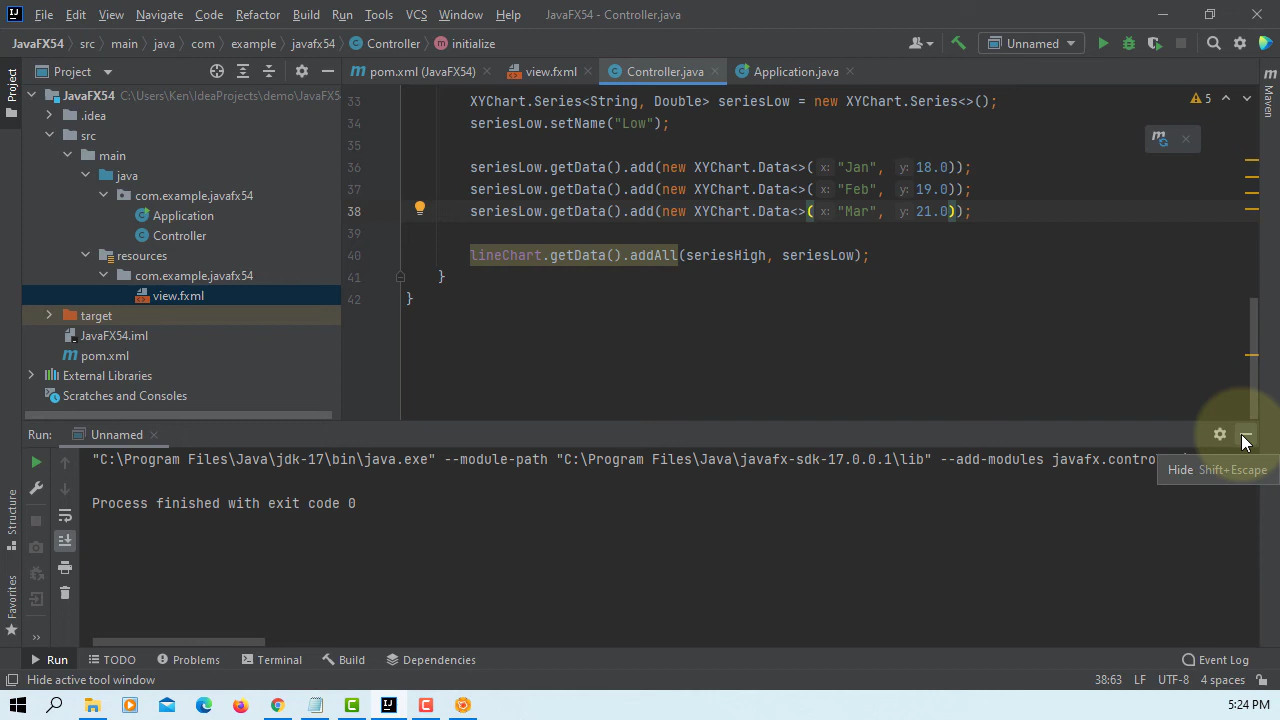 File Edit View Navigate Code Refactor Build Run Tools VCS Window Help JavaFX54 - Controller.java
JavaFX54 src main java com example javafx54 Controller initialize Unnamed
Project pom.xml (JavaFX54) view.fxml Controller.java Application.java
JavaFX54 C:\Users\Ken\IdeaProjects\demo\JavaFX5
.idea
src
main
java
com.example.javafx54
Application
Controller
resources
com.example.javafx54
view.fxml
target
JavaFX54.iml
pom.xml
External Libraries
Scratches and Consoles
33 XYChart.Series<String, Double> seriesLow = new XYChart.Series<>();
34 seriesLow.setName("Low");
35
36 seriesLow.getData().add(new XYChart.Data<>( x: "Jan", y: 18.0));
37 seriesLow.getData().add(new XYChart.Data<>( x: "Feb", y: 19.0));
38 seriesLow.getData().add(new XYChart.Data<>( x: "Mar", y: 21.0));
39
40 lineChart.getData().addAll(seriesHigh, seriesLow);
41 }
42 }
5
Project
Maven
Structure
Favorites
Run: Unnamed
"C:\Program Files\Java\jdk-17\bin\java.exe" --module-path "C:\Program Files\Java\javafx-sdk-17.0.0.1\lib" --add-modules javafx.contro
Hide Shift+Escape
Process finished with exit code 0
Run TODO Problems Terminal Build Dependencies Event Log
Hide active tool window 38:63 LF UTF-8 4 spaces
5:24 PM